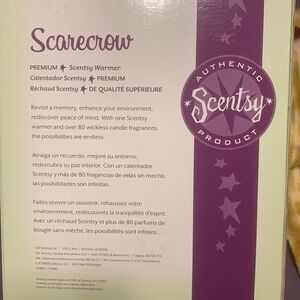 Scarecrow
PREMIUM ★ Scentsy Warmer
Calentador Scentsy ★ PREMIUM
Réchaud Scentsy ★ DE QUALITÉ SUPÉRIEURE
AUTHENTIC
Scentsy
PRODUCT
Revisit a memory, enhance your environment,
rediscover peace of mind. With one Scentsy
warmer and over 80 wickless candle fragrances,
the possibilities are endless.
Atraiga un recuerdo, mejore su entorno,
redescubra su paz interior. Con un calentador
Scentsy y más de 80 fragancias de velas sin mecha,
las posibilidades son infinitas.
Faites revivre un souvenir, rehaussez votre
environnement, redécouvrez la tranquillité d'esprit.
Avec un réchaud Scentsy et plus de 80 parfums de
bougie sans mèche, les possibilités sont infinies.